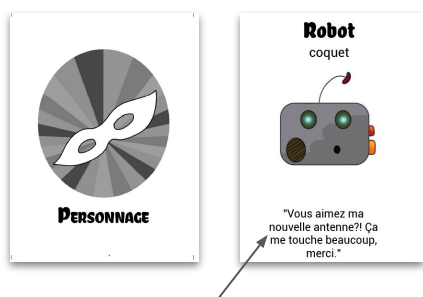 PERSONNAGE
Robot
coquet
"Vous aimez ma
nouvelle antenne?! Ça
me touche beaucoup,
merci."